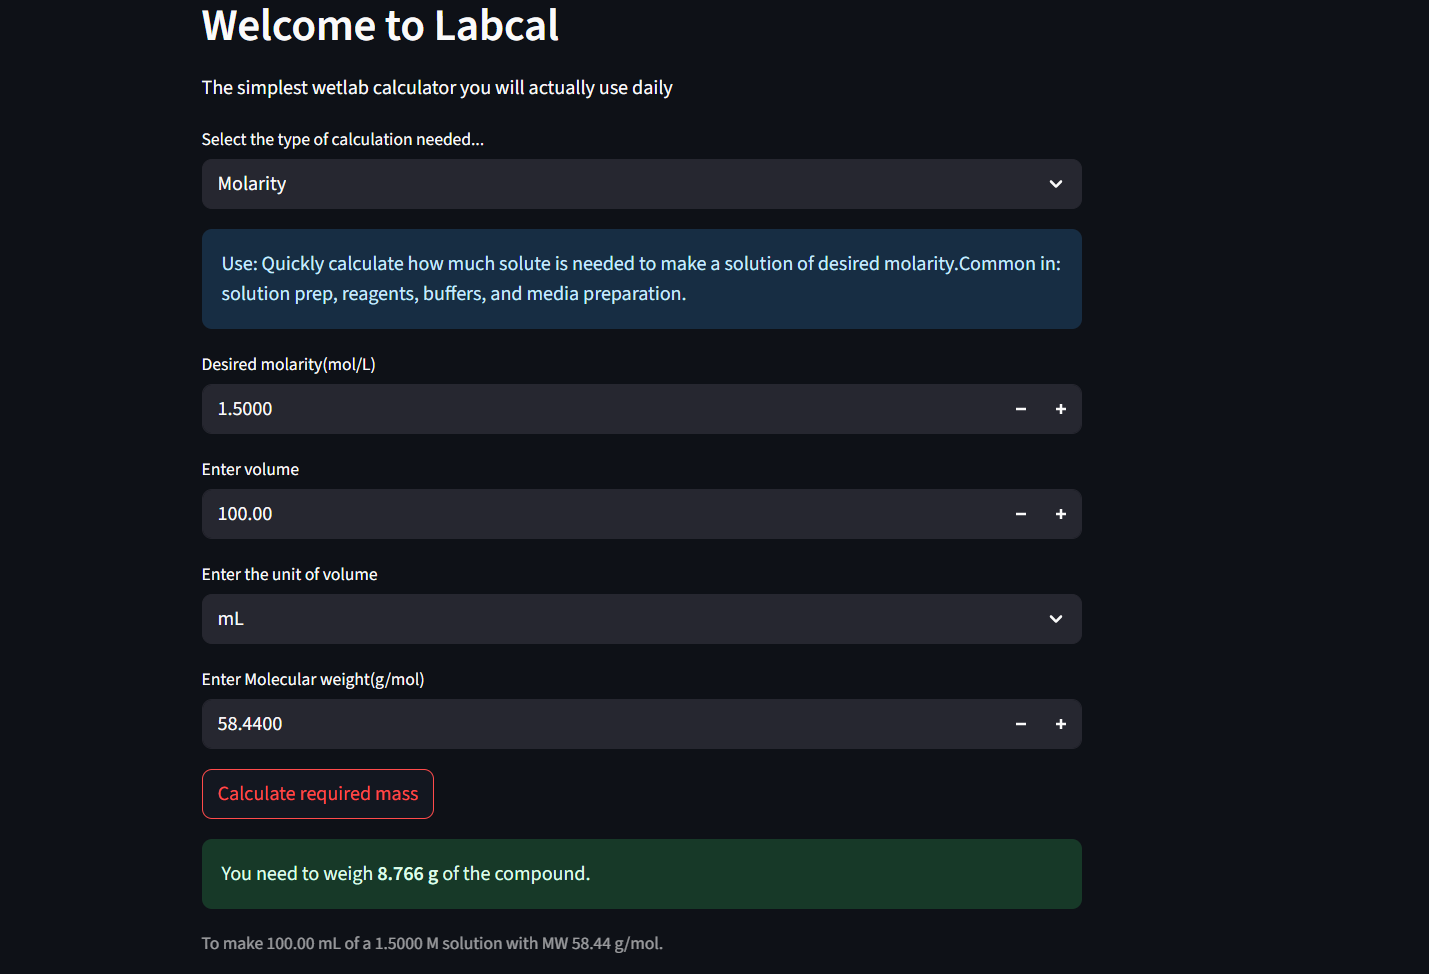 Welcome to Labcal
The simplest wetlab calculator you will actually use daily
Select the type of calculation needed...
Molarity
Use: Quickly calculate how much solute is needed to make a solution of desired molarity.Common in:
solution prep, reagents, buffers, and media preparation.
Desired molarity(mol/L)
1.5000
Enter volume
100.00
Enter the unit of volume
mL
Enter Molecular weight(g/mol)
58.4400
Calculate required mass
You need to weigh 8.766 g of the compound.
To make 100.00 mL of a 1.5000 M solution with MW 58.44 g/mol.